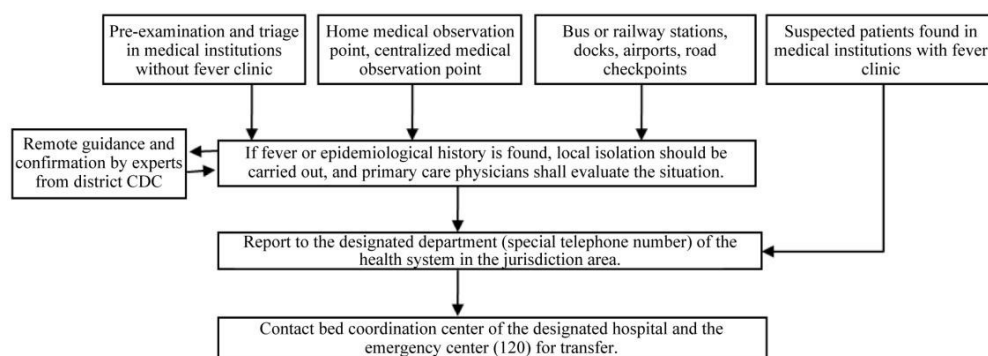 Pre-examination and triage
in medical institutions
without fever clinic
Home medical observation
point, centralized medical
observation point
Bus or railway stations,
docks, airports, road
checkpoints
Suspected patients found in
medical institutions with fever
clinic
Remote guidance and
confirmation by experts
from district CDC
If fever or epidemiological history is found, local isolation should be
carried out, and primary care physicians shall evaluate the situation.
Report to the designated department (special telephone number) of the
health system in the jurisdiction area.
Contact bed coordination center of the designated hospital and the
emergency center (120) for transfer.